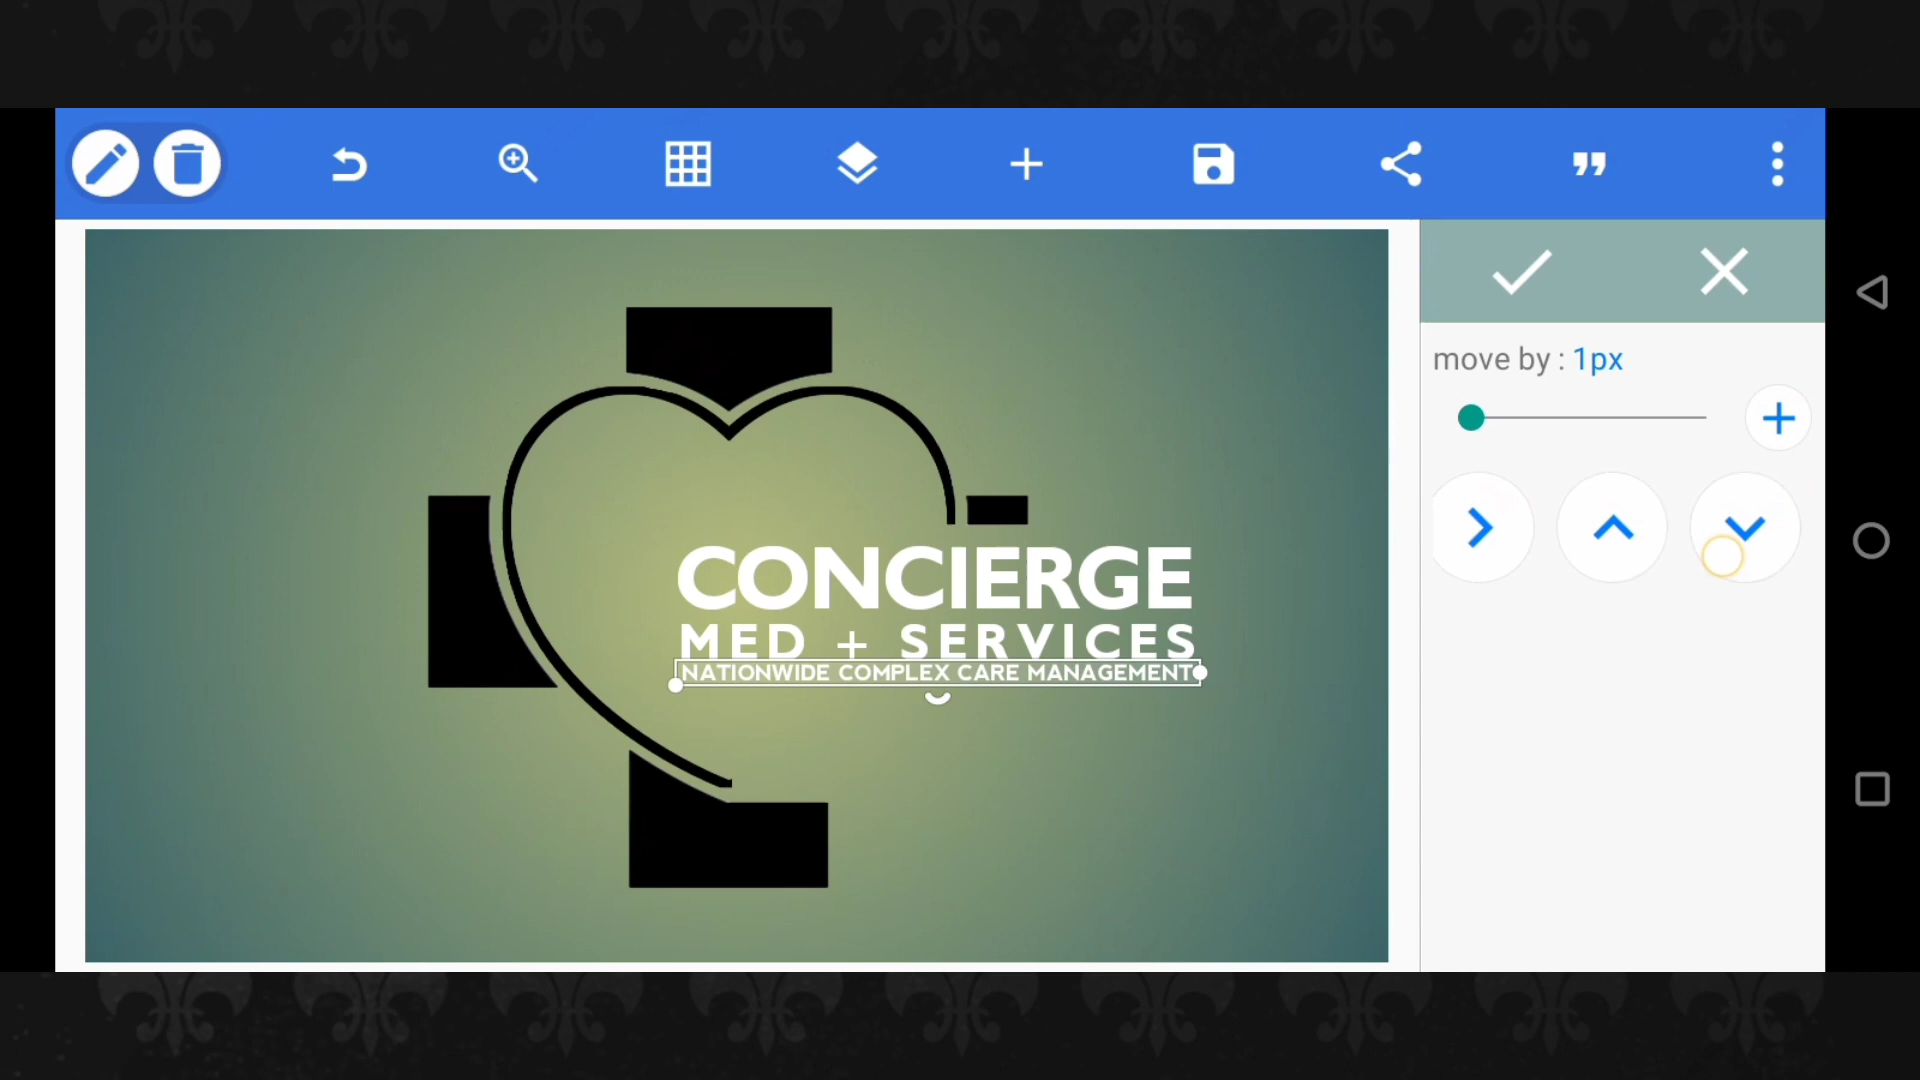 move by : 1px
CONCIERGE
MED + SERVICES
NATIONWIDE COMPLEX CARE MANAGEMENT